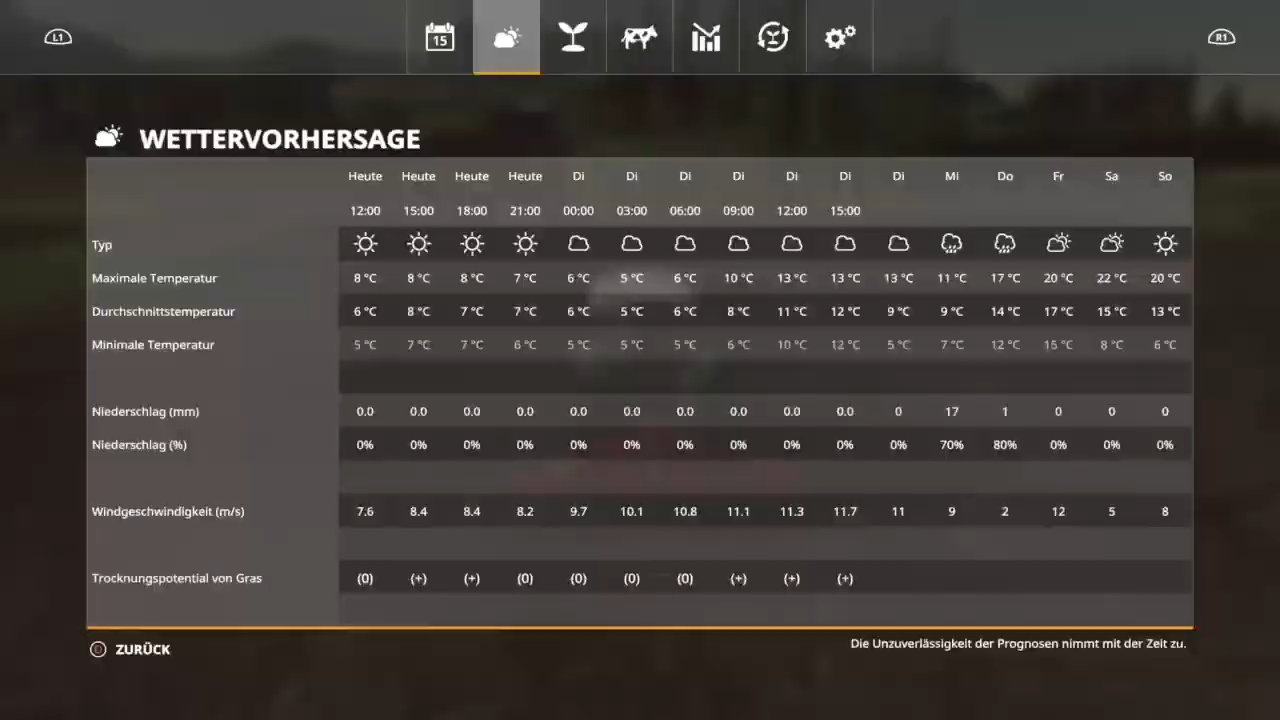 L1
15
R1
WETTERVORHERSAGE
Heute Heute Heute Heute Di Di Di Di Di Di Di Mi Do Fr Sa So
12:00 15:00 18:00 21:00 00:00 03:00 06:00 09:00 12:00 15:00
Typ
Maximale Temperatur 8 °C 8 °C 8 °C 7 °C 6 °C 5 °C 6 °C 10 °C 13 °C 13 °C 13 °C 11 °C 17 °C 20 °C 22 °C 20 °C
Durchschnittstemperatur 6 °C 8 °C 7 °C 7 °C 6 °C 5 °C 6 °C 8 °C 11 °C 12 °C 9 °C 9 °C 14 °C 17 °C 15 °C 13 °C
Minimale Temperatur 5 °C 7 °C 7 °C 6 °C 5 °C 5 °C 5 °C 6 °C 10 °C 12 °C 5 °C 7 °C 12 °C 15 °C 8 °C 6 °C
Niederschlag (mm) 0.0 0.0 0.0 0.0 0.0 0.0 0.0 0.0 0.0 0.0 0 17 1 0 0 0
Niederschlag (%) 0% 0% 0% 0% 0% 0% 0% 0% 0% 0% 0% 70% 80% 0% 0% 0%
Windgeschwindigkeit (m/s) 7.6 8.4 8.4 8.2 9.7 10.1 10.8 11.1 11.3 11.7 11 9 2 12 5 8
Trocknungspotential von Gras (0) (+) (+) (0) (0) (0) (0) (+) (+) (+)
ZURÜCK
Die Unzuverlässigkeit der Prognosen nimmt mit der Zeit zu.